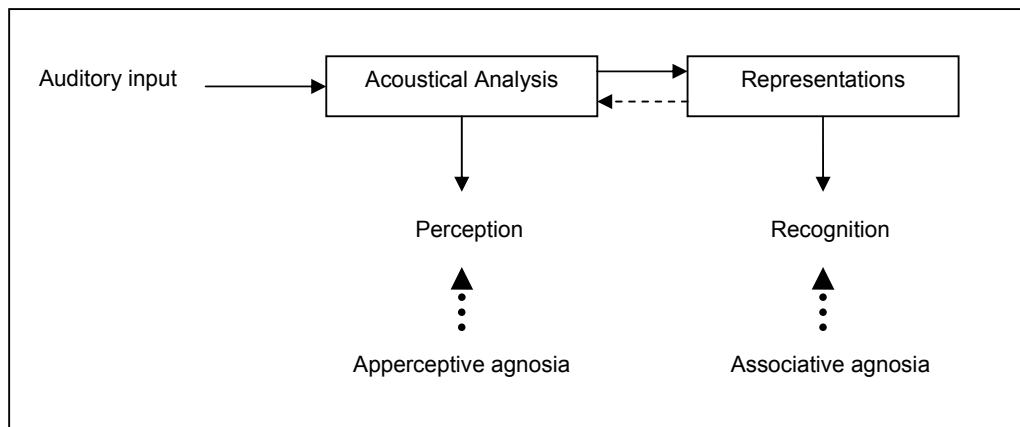 Auditory input
Acoustical Analysis
Representations
Perception
Recognition
Apperceptive agnosia
Associative agnosia